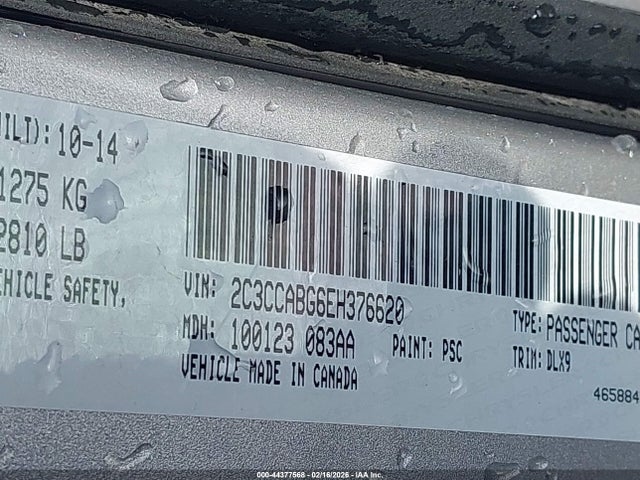 UILT): 10-14
1275 KG
2810 LB
VEHICLE SAFETY,
VIN: 2C3CCABG6EH376620
MDH: 100123 083AA
PAINT: PSC
VEHICLE MADE IN CANADA
TYPE: PASSENGER CA
TRIM: DLX9
465884
000-44377568 - 02/16/2026 - IAA Inc.